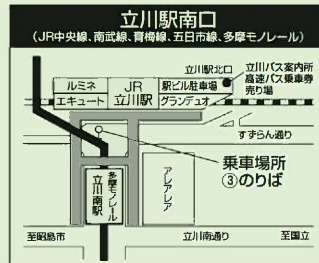 立川駅南口
(JR中央線、南武線、青梅線、五日市線、多摩モノレール)
立川駅北口
立川バス案内所
高速バス乗車券
売り場
ルミネ
JR
立川駅
駅ビル駐車場
エキュート
グランデュオ
すずらん通り
乗車場所
③のりば
多摩モノレール
立川南駅
アレアレア
至昭島市
立川南通り
至国立